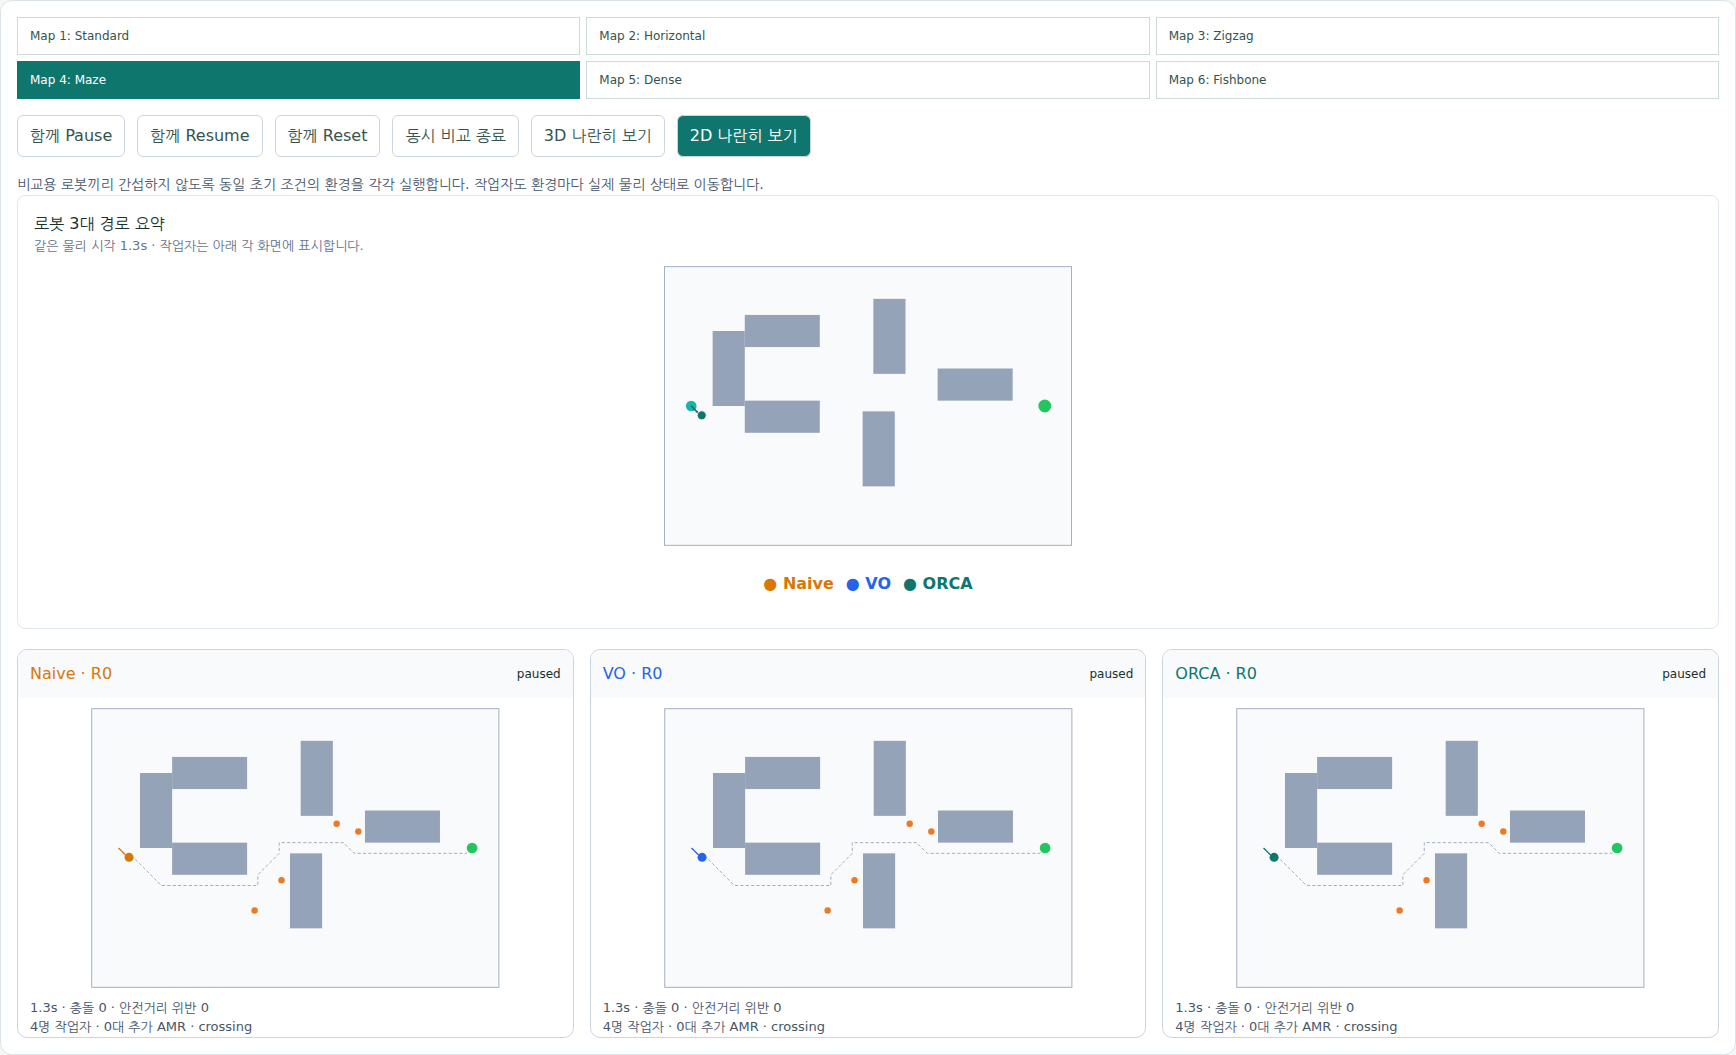 Map 1: Standard
Map 2: Horizontal
Map 3: Zigzag
Map 4: Maze
Map 5: Dense
Map 6: Fishbone
함께 Pause
함께 Resume
함께 Reset
동시 비교 종료
3D 나란히 보기
2D 나란히 보기
비교용 로봇끼리 간섭하지 않도록 동일 초기 조건의 환경을 각각 실행합니다. 작업자도 환경마다 실제 물리 상태로 이동합니다.
로봇 3대 경로 요약
같은 물리 시각 1.3s · 작업자는 아래 각 화면에 표시합니다.
Naive
VO
ORCA
Naive · R0
paused
VO · R0
paused
ORCA · R0
paused
1.3s · 충돌 0 · 안전거리 위반 0
4명 작업자 · 0대 추가 AMR · crossing
1.3s · 충돌 0 · 안전거리 위반 0
4명 작업자 · 0대 추가 AMR · crossing
1.3s · 충돌 0 · 안전거리 위반 0
4명 작업자 · 0대 추가 AMR · crossing